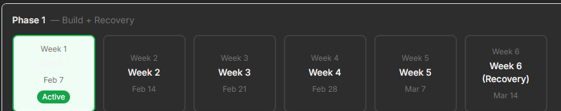 Phase 1 — Build + Recovery
Week 1
Feb 7
Active
Week 2
Week 2
Feb 14
Week 3
Week 3
Feb 21
Week 4
Week 4
Feb 28
Week 5
Week 5
Mar 7
Week 6
Week 6
(Recovery)
Mar 14